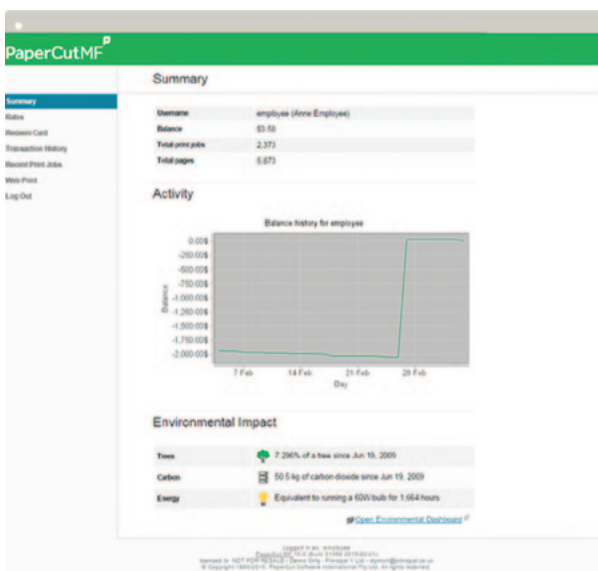 PaperCutMF
Summary
Summary
Rates
Redeem Card
Transaction History
Recent Print Jobs
Web Print
Log Out
Username employee (Anne Employee)
Balance
Total print jobs 2,373
Total pages 5,873
Activity
Balance history for employee
0.00$
-250.00$
-500.00$
-750.00$
-1,000.00$
-1,250.00$
-1,500.00$
-1,750.00$
-2,000.00$
Balance
7 Feb 14 Feb 21 Feb 28 Feb
Day
Environmental Impact
Trees 7.296% of a tree since Jun 19, 2009
Carbon 50.5 kg of carbon dioxide since Jun 19, 2009
Energy Equivalent to running a 60W bulb for 1,664 hours
Open Environmental Dashboard
Logged in as: employee